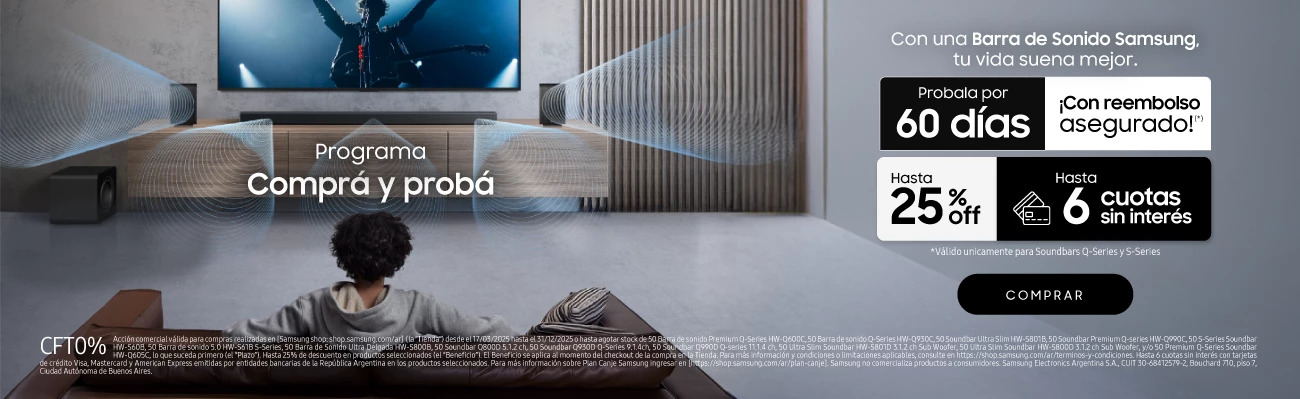 Programa
Comprá y probá
Con una Barra de Sonido Samsung,
tu vida suena mejor.
Probala por
60 días
¡Con reembolso
asegurado!(*)
Hasta
25% off
Hasta
6 cuotas
sin interés
*Válido unicamente para Soundbars Q-Series y S-Series
COMPRAR
CFT0%
Acción comercial válida para compras realizadas en [Samsung shop: shop.samsung.com/ar] (la "Tienda") desde el 17/03/2025 hasta el 31/12/2025 o hasta agotar stock de 50 Barra de sonido Premium Q-Series HW-Q600C, 50 Barra de sonido Q-Series HW-Q930C, 50 Soundbar Ultra Slim HW-S801B, 50 Soundbar Premium Q-series HW-Q990C, 50 S-Series Soundbar
HW-S60B, 50 Barra de sonido 5.0 HW-S61B S-Series, 50 Barra de Sonido Ultra Delgada HW-S800B, 50 Soundbar Q800D 5.1.2 ch, 50 Soundbar Q930D Q-Series 9.1.4ch, 50 Soundbar Q990D Q-series 11.1.4 ch, 50 Ultra Slim Soundbar HW-S801D 3.1.2 ch Sub Woofer, 50 Ultra Slim Soundbar HW-S800D 3.1.2 ch Sub Woofer, y/o 50 Premium Q-Series Soundbar
HW-Q605C, lo que suceda primero (el "Plazo"). Hasta 25% de descuento en productos seleccionados (el "Beneficio"). El Beneficio se aplica al momento del checkout de la compra en la Tienda. Para más información y condiciones o limitaciones aplicables, consulte en https://shop.samsung.com/ar/terminos-y-condiciones. Hasta 6 cuotas sin interés con tarjetas
de crédito Visa, Mastercard y American Express emitidas por entidades bancarias de la República Argentina en los productos seleccionados. Para más información sobre Plan Canje Samsung ingresar en [https://shop.samsung.com/ar/plan-canje]. Samsung no comercializa productos a consumidores. Samsung Electronics Argentina S.A., CUIT 30-68412579-2, Bouchard 710, piso 7,
Ciudad Autónoma de Buenos Aires.